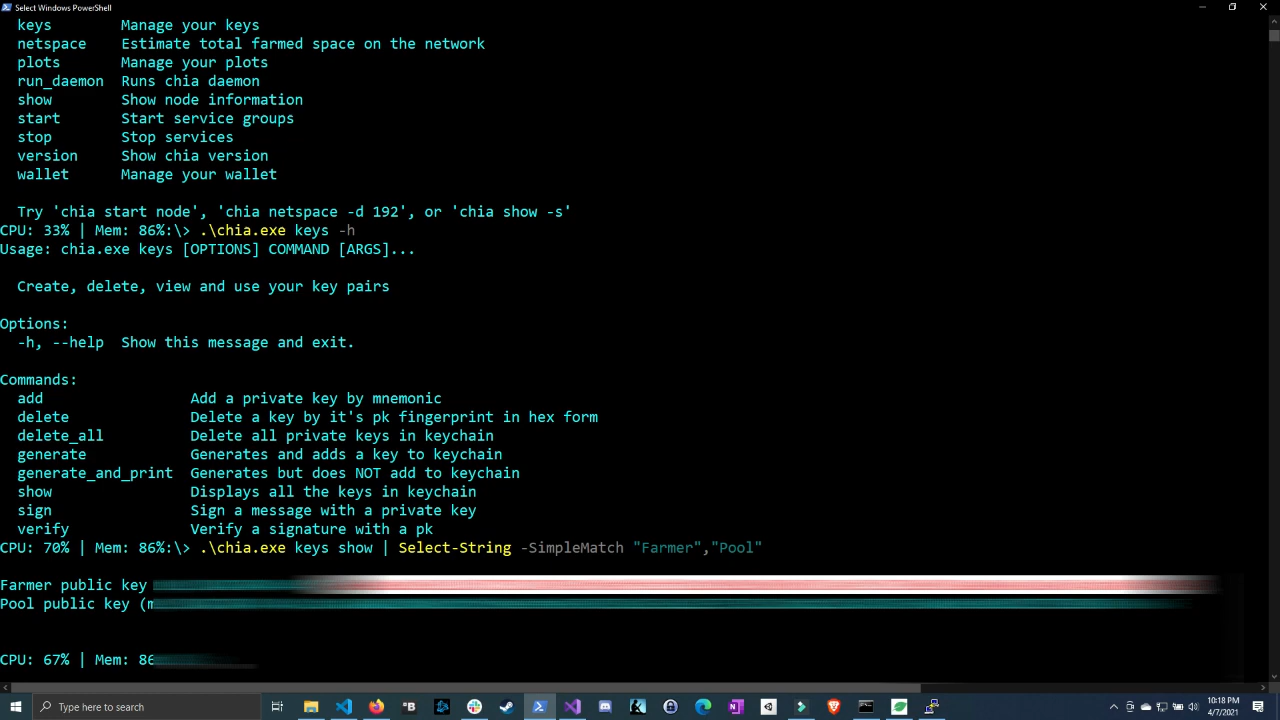 Select Windows PowerShell
keys Manage your keys
netspace Estimate total farmed space on the network
plots Manage your plots
run_daemon Runs chia daemon
show Show node information
start Start service groups
stop Stop services
version Show chia version
wallet Manage your wallet
Try 'chia start node', 'chia netspace -d 192', or 'chia show -s'
CPU: 33% | Mem: 86%:\> .\chia.exe keys -h
Usage: chia.exe keys [OPTIONS] COMMAND [ARGS]...
Create, delete, view and use your key pairs
Options:
-h, --help Show this message and exit.
Commands:
add Add a private key by mnemonic
delete Delete a key by it's pk fingerprint in hex form
delete_all Delete all private keys in keychain
generate Generates and adds a key to keychain
generate_and_print Generates but does NOT add to keychain
show Displays all the keys in keychain
sign Sign a message with a private key
verify Verify a signature with a pk
CPU: 70% | Mem: 86%:\> .\chia.exe keys show | Select-String -SimpleMatch "Farmer","Pool"
Farmer public key
Pool public key (m
CPU: 67% | Mem: 86
Type here to search
10:18 PM
4/7/2021